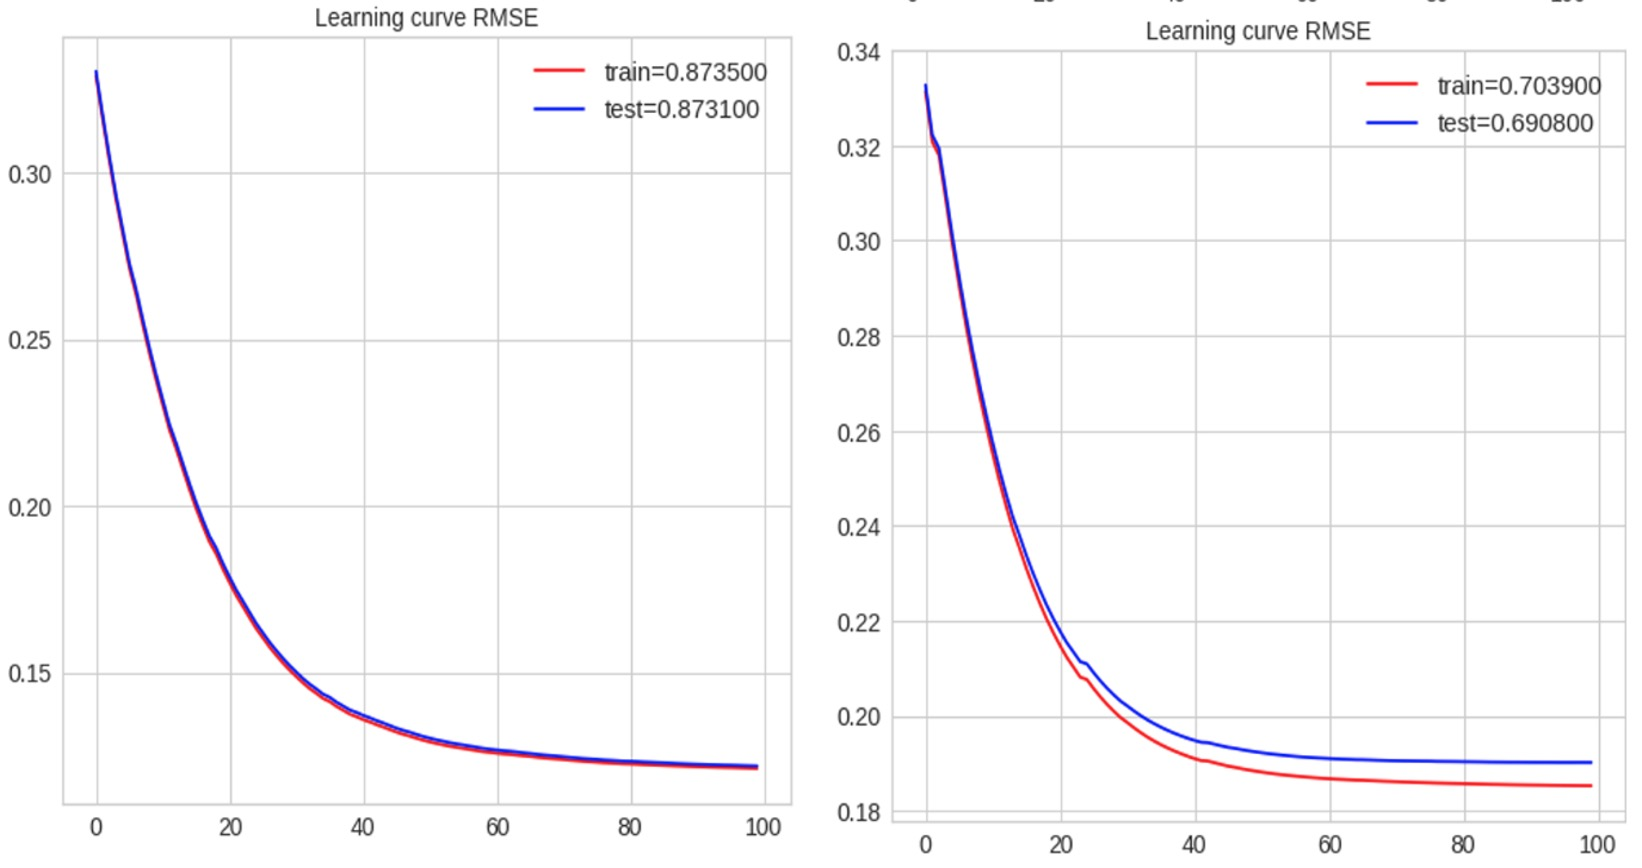 Learning curve RMSE
train=0.873500
test=0.873100
0.30
0.25
0.20
0.15
0 20 40 60 80 100
Learning curve RMSE
0.34
train=0.703900
test=0.690800
0.32
0.30
0.28
0.26
0.24
0.22
0.20
0.18
0 20 40 60 80 100